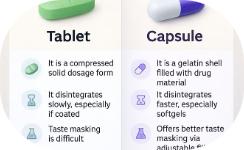 Tablet
It is a compressed
solid dosage form
It disintegrates
slowly, especially
if coated
Taste masking
is difficult
Capsule
It is a gelatin shell
filled with drug
material
It disintegrates
faster, especially
softgels
Offers better taste
masking via
adjustable